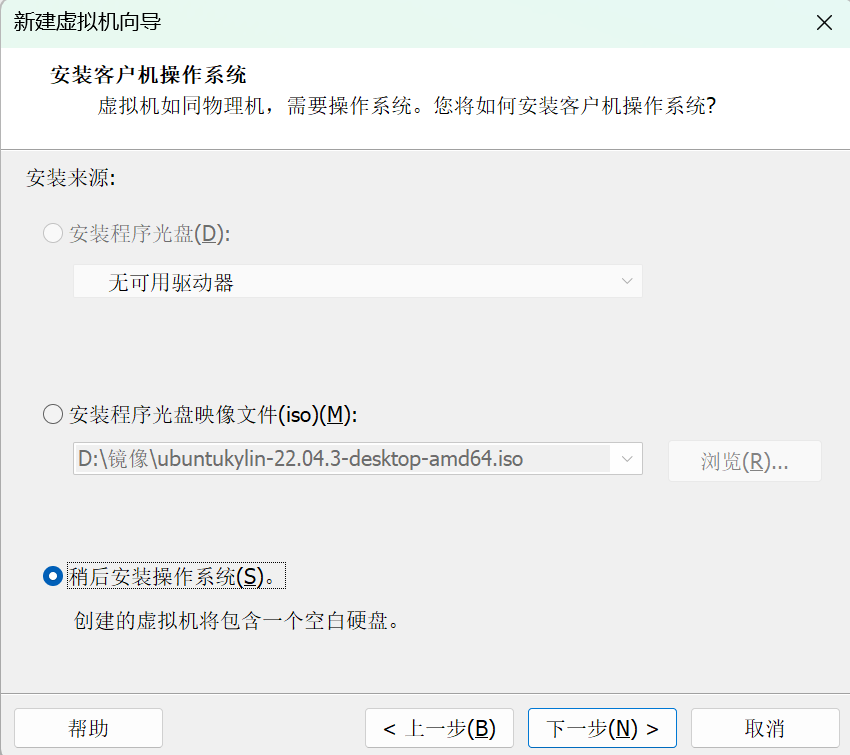 新建虚拟机向导
安装客户机操作系统
虚拟机如同物理机，需要操作系统。您将如何安装客户机操作系统?
安装来源:
安装程序光盘(D):
无可用驱动器
安装程序光盘映像文件(iso)(M):
D:\镜像\ubuntukylin-22.04.3-desktop-amd64.iso
浏览(R)...
稍后安装操作系统(S)。
创建的虚拟机将包含一个空白硬盘。
帮助
< 上一步(B)
下一步(N) >
取消